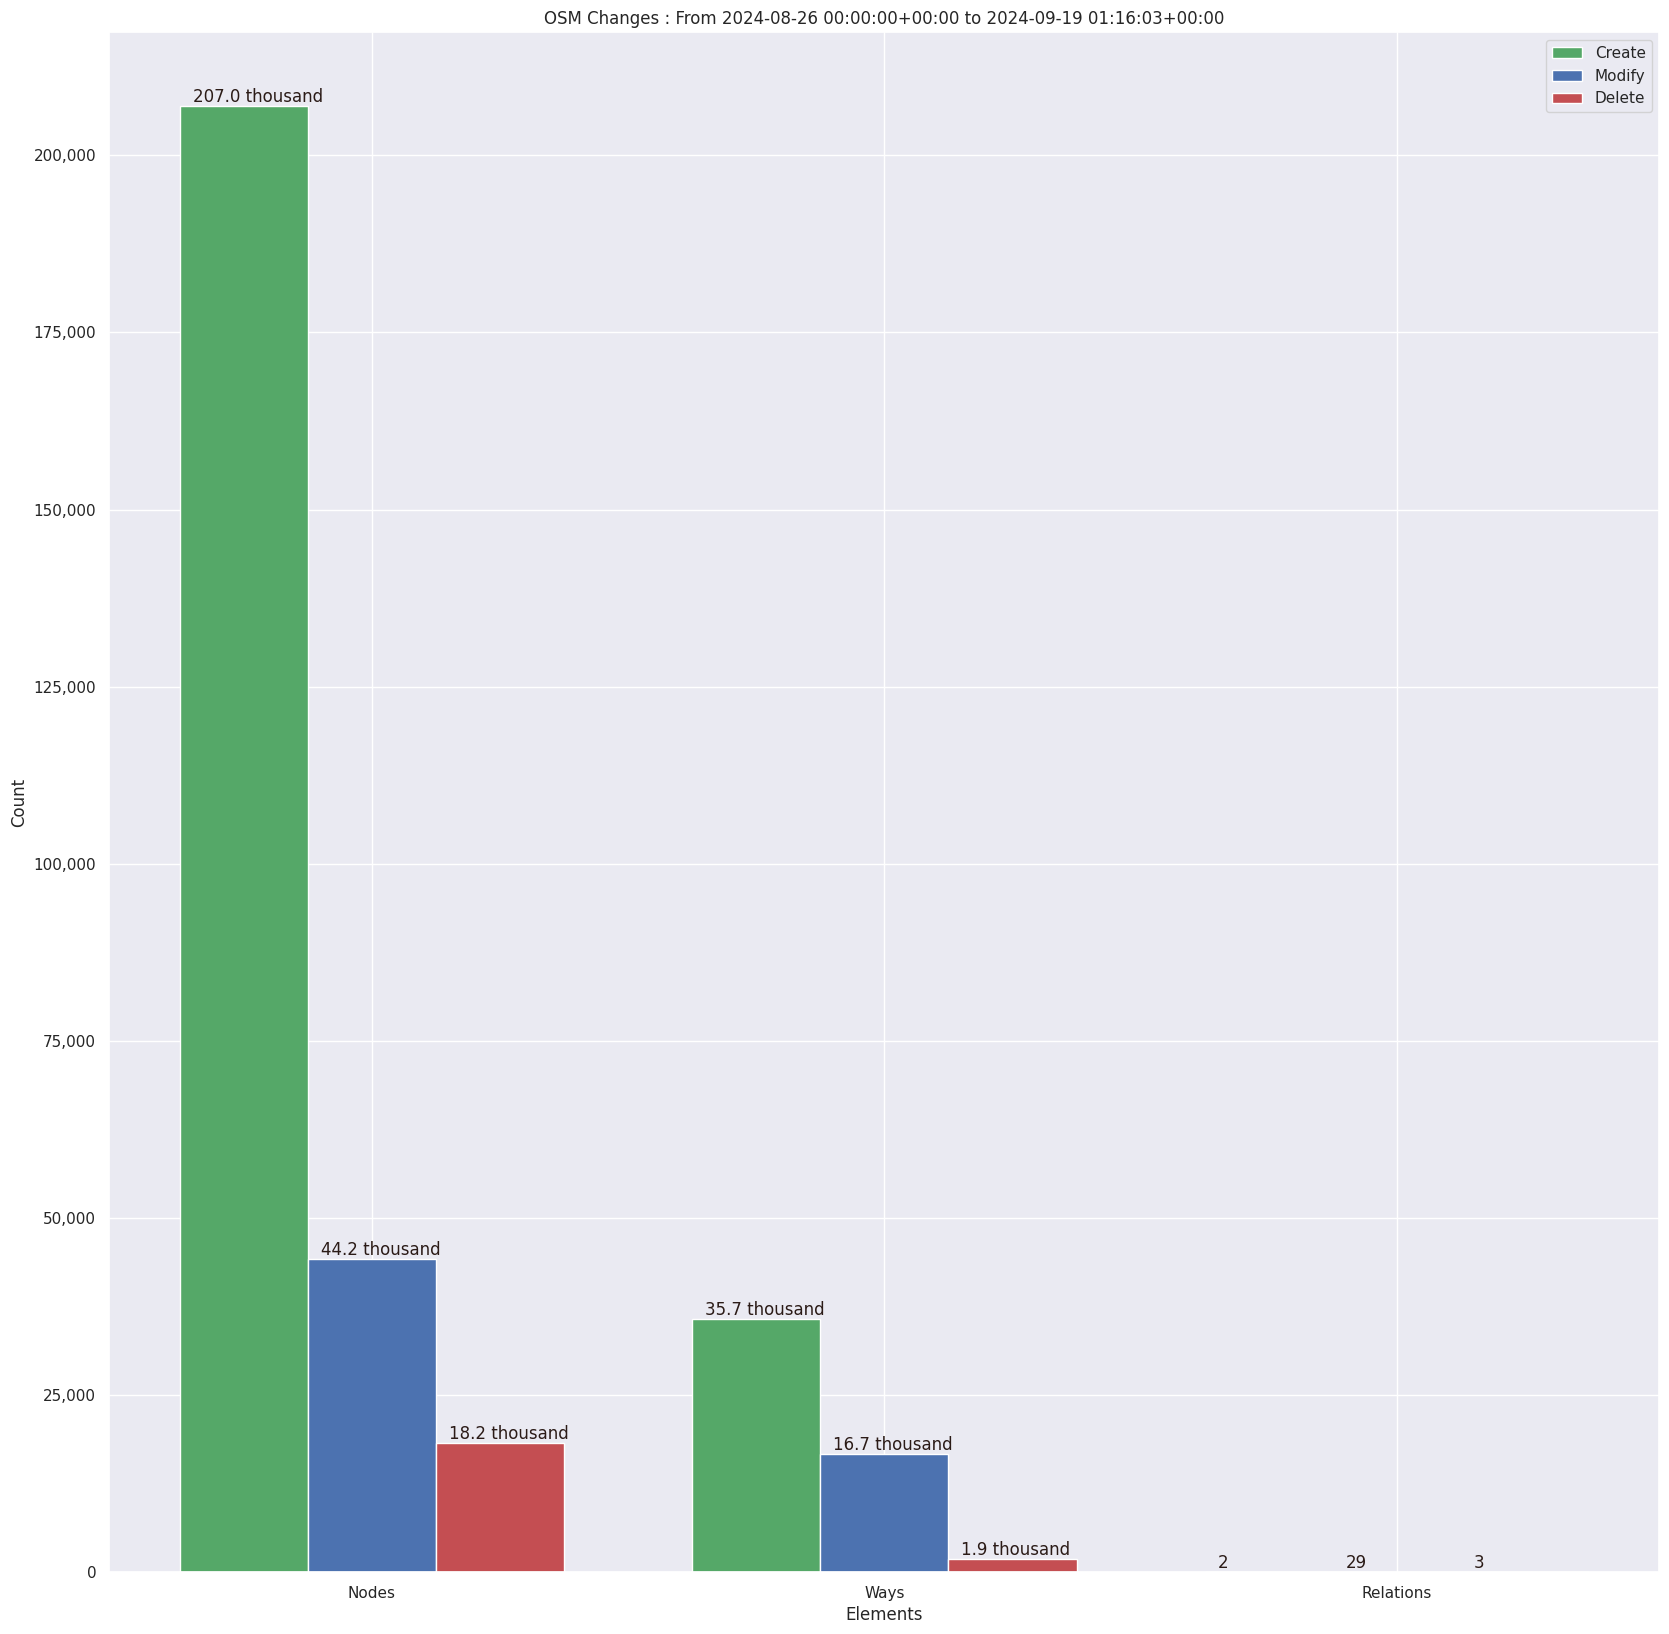 OSM Changes : From 2024-08-26 00:00:00+00:00 to 2024-09-19 01:16:03+00:00
Create
Modify
Delete
207.0 thousand
200,000
175,000
150,000
125,000
100,000
75,000
50,000
25,000
0
Count
44.2 thousand
18.2 thousand
35.7 thousand
16.7 thousand
1.9 thousand
2
29
3
Nodes
Ways
Relations
Elements